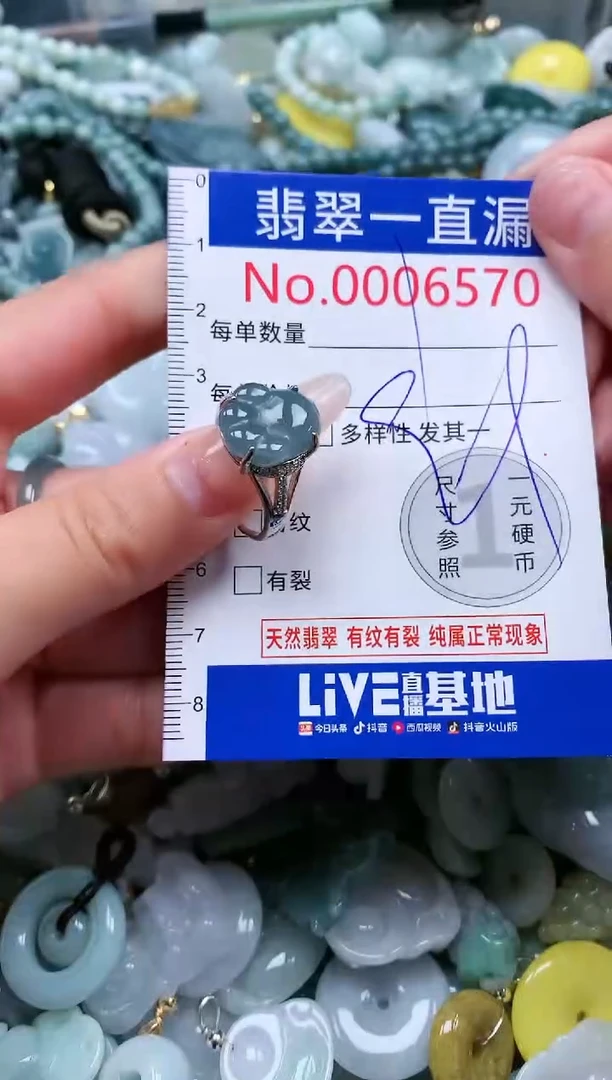 0
翡翠一直漏
1
No.0006570
2
每单数量
3
每
多样性 发其一
尺寸参照
一元硬币
1
纹
6
有裂
7
天然翡翠 有纹有裂 纯属正常现象
LiVE直播基地
8
今日头条 抖音 西瓜视频 抖音火山版